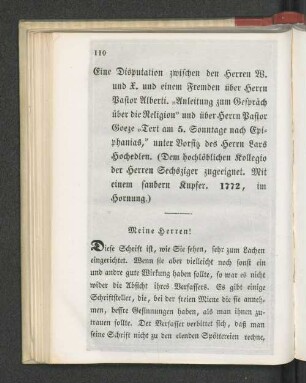 110
Eine Disputation zwischen den Herren W.
und X. und einem Fremden über Herrn
Pastor Alberti. „Anleitung zum Gespräch
über die Religion" und über Herrn Pastor
Goeze „Text am 5. Sonntage nach Epi-
phanias," unter Vorsitz des Herrn Lars
Hochedlen. (Dem hochlöblichen Kollegio
der Herren Sechsziger zugeeignet. Mit
einem saubern Kupfer. 1772, im
Hornung.)
Meine Herren!
Diese Schrift ist, wie Sie sehen, sehr zum Lachen
eingerichtet. Wenn sie aber vielleicht noch sonst ein
und andre gute Wirkung haben sollte, so war es nicht
wider die Absicht ihres Verfassers. Es gibt einige
Schriftsteller, die, bei der freien Miene die sie anneh-
men, bessre Gesinnungen haben, als man ihnen zu-
trauen sollte. Der Verfasser verbittet sich, daß man
seine Schrift nicht zu den elenden Spöttereien rechne,